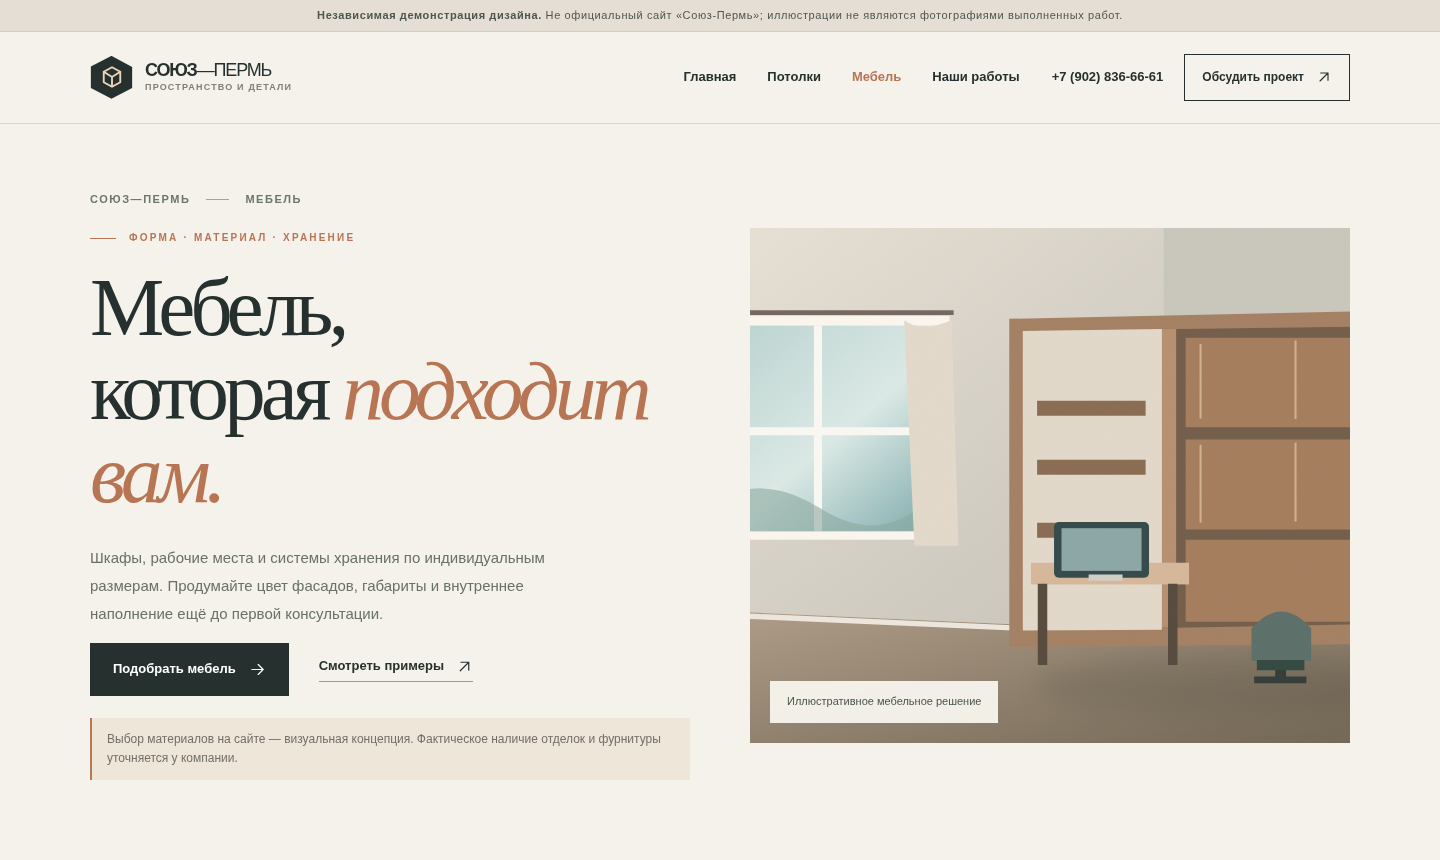 Независимая демонстрация дизайна. Не официальный сайт «Союз-Пермь»; иллюстрации не являются фотографиями выполненных работ.
СОЮЗ—ПЕРМЬ
ПРОСТРАНСТВО И ДЕТАЛИ
Главная Потолки Мебель Наши работы +7 (902) 836-66-61 Обсудить проект
СОЮЗ—ПЕРМЬ — МЕБЕЛЬ
ФОРМА · МАТЕРИАЛ · ХРАНЕНИЕ
Мебель,
которая подходит
вам.
Шкафы, рабочие места и системы хранения по индивидуальным
размерам. Продумайте цвет фасадов, габариты и внутреннее
наполнение ещё до первой консультации.
Подобрать мебель Смотреть примеры
Выбор материалов на сайте — визуальная концепция. Фактическое наличие отделок и фурнитуры
уточняется у компании.
Иллюстративное мебельное решение